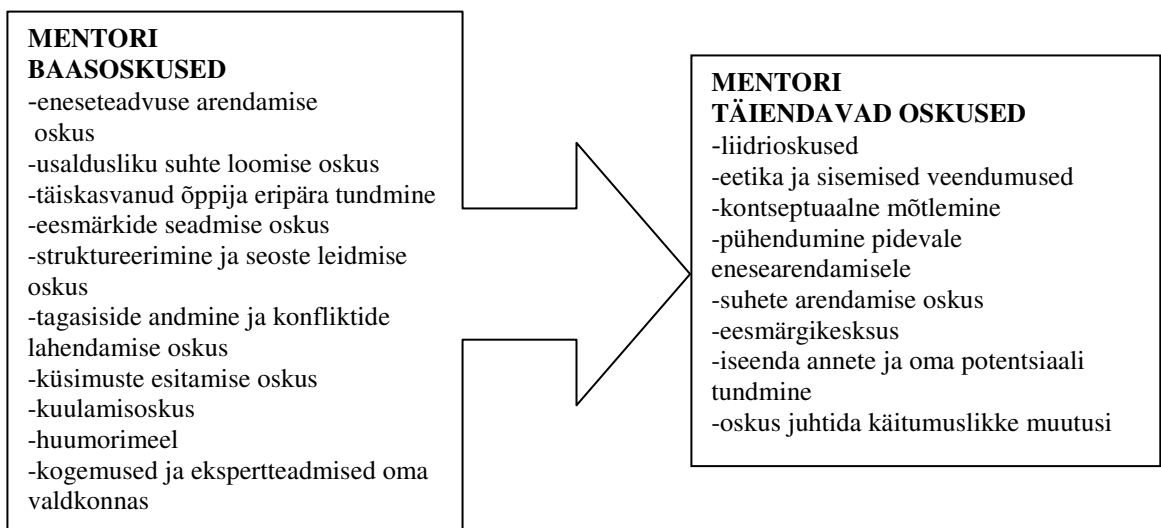 MENTORI
BAASOSKUSED
-eneseteadvuse arendamise
oskus
-usaldusliku suhte loomise oskus
-täiskasvanud õppija eripära tundmine
-eesmärkide seadmise oskus
-struktureerimine ja seoste leidmise
oskus
-tagasiside andmine ja konfliktide
lahendamise oskus
-küsimuste esitamise oskus
-kuulamisoskus
-huumorimeel
-kogemused ja ekspertteadmised oma
valdkonnas
MENTORI
TÄIENDAVAD OSKUSED
-liidrioskused
-eetika ja sisemised veendumused
-kontseptuaalne mõtlemine
-pühendumine pidevale
enesearendamisele
-suhete arendamise oskus
-eesmärgikesksus
-iseenda annete ja oma potentsiaali
tundmine
-oskus juhtida käitumuslikke muutusi